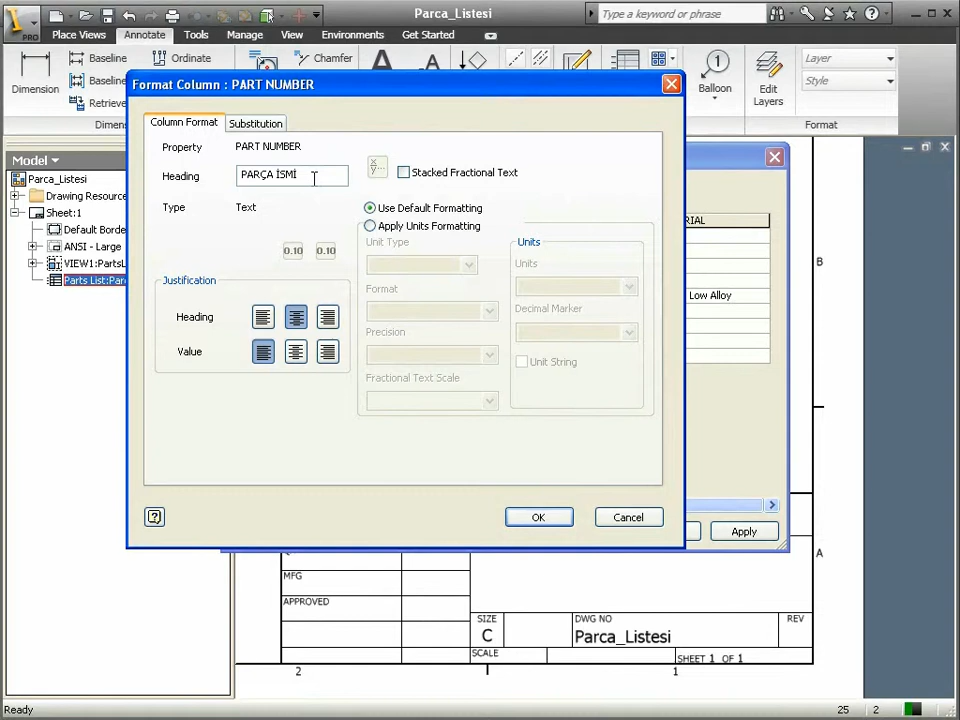 Parca_Listesi
Type a keyword or phrase
PRO
Place Views
Annotate
Tools
Manage
View
Environments
Get Started
Dimension
Baseline
Ordinate
Chamfer
Baseline
Retrieve
Balloon
Edit
Layers
Layer
Style
Dimen
Format
Model
Parca_Listesi
Drawing Resource
Sheet:1
Default Borde
ANSI - Large
VIEW1:PartsL
Parts List:Par
Format Column : PART NUMBER
Column Format
Substitution
Property
PART NUMBER
Heading
PARÇA İSMİ
Stacked Fractional Text
Type
Text
Use Default Formatting
Apply Units Formatting
0.10
0.10
Unit Type
Format
Precision
Fractional Text Scale
Units
Units
Decimal Marker
Unit String
Justification
Heading
Value
OK
Cancel
RIAL
Low Alloy
Apply
B
A
MFG
APPROVED
SIZE
C
DWG NO
Parca_Listesi
REV
SCALE
SHEET 1 OF 1
2
1
Ready
25
2